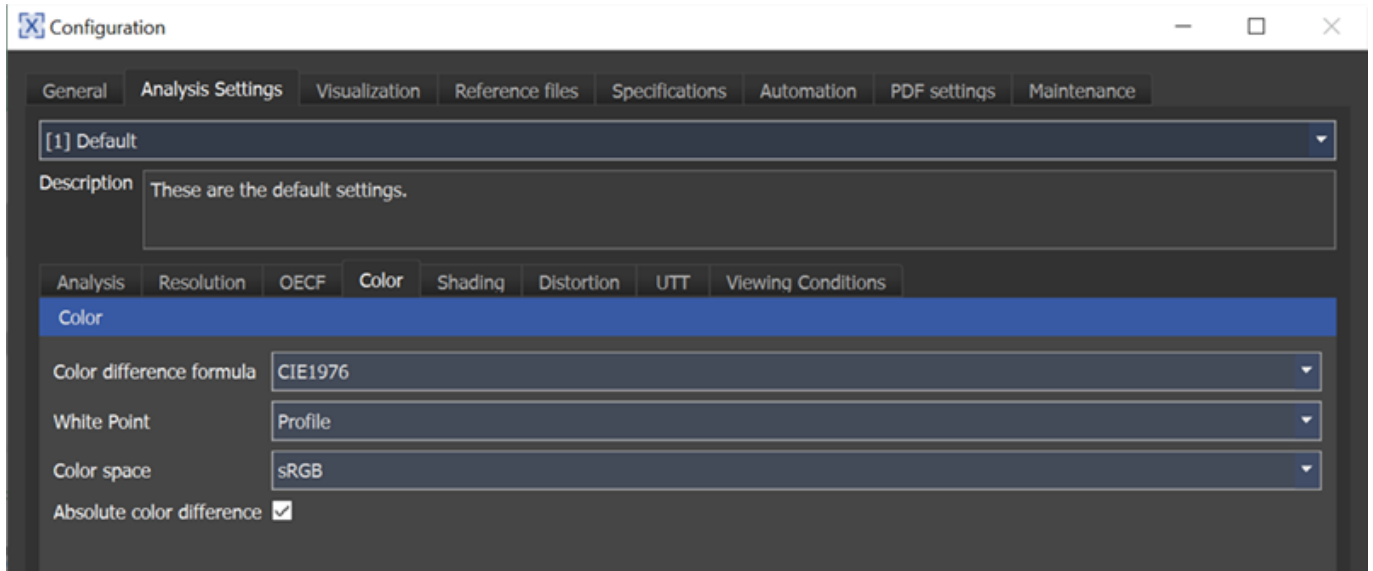 Configuration
General Analysis Settings Visualization Reference files Specifications Automation PDF settings Maintenance
[1] Default
Description These are the default settings.
Analysis Resolution OECF Color Shading Distortion UTT Viewing Conditions
Color
Color difference formula CIE1976
White Point Profile
Color space sRGB
Absolute color difference